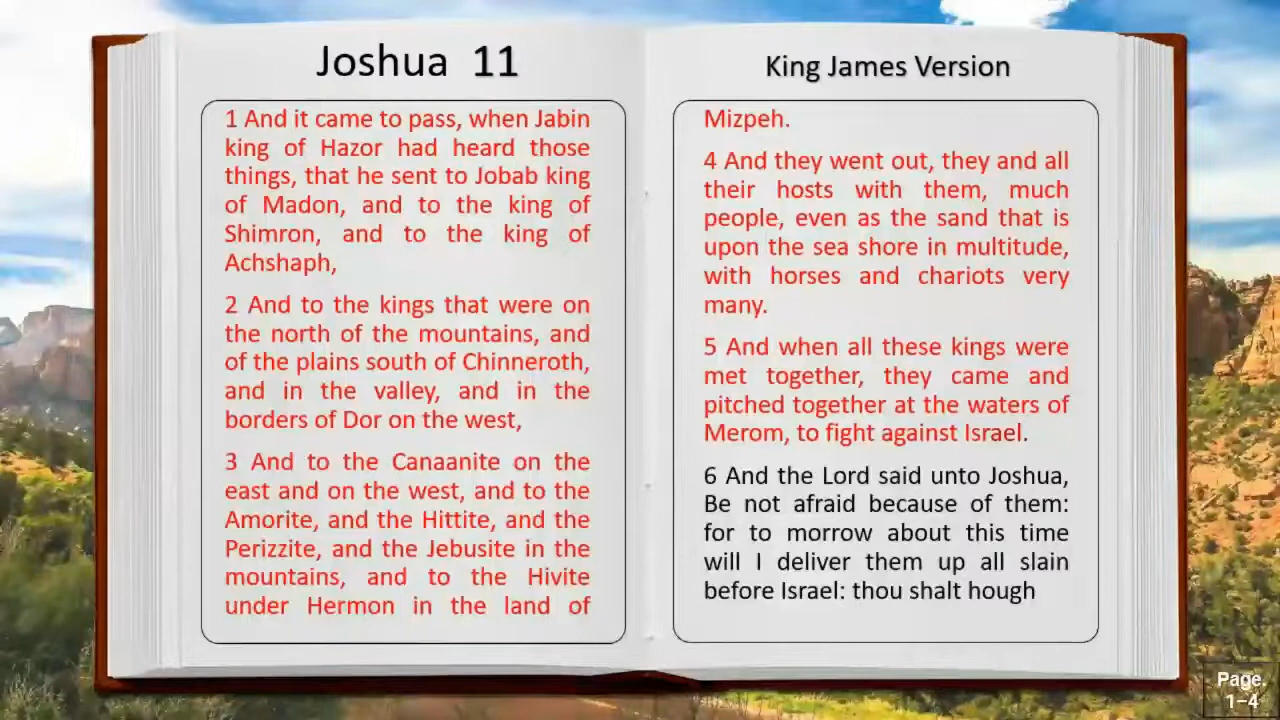 Joshua 11
1 And it came to pass, when Jabin
king of Hazor had heard those
things, that he sent to Jobab king
of Madon, and to the king of
Shimron, and to the king of
Achshaph,
2 And to the kings that were on
the north of the mountains, and
of the plains south of Chinneroth,
and in the valley, and in the
borders of Dor on the west,
3 And to the Canaanite on the
east and on the west, and to the
Amorite, and the Hittite, and the
Perizzite, and the Jebusite in the
mountains, and to the Hivite
under Hermon in the land of
King James Version
Mizpeh.
4 And they went out, they and all
their hosts with them, much
people, even as the sand that is
upon the sea shore in multitude,
with horses and chariots very
many.
5 And when all these kings were
met together, they came and
pitched together at the waters of
Merom, to fight against Israel.
6 And the Lord said unto Joshua,
Be not afraid because of them:
for to morrow about this time
will I deliver them up all slain
before Israel: thou shalt hough
Page.
1-4